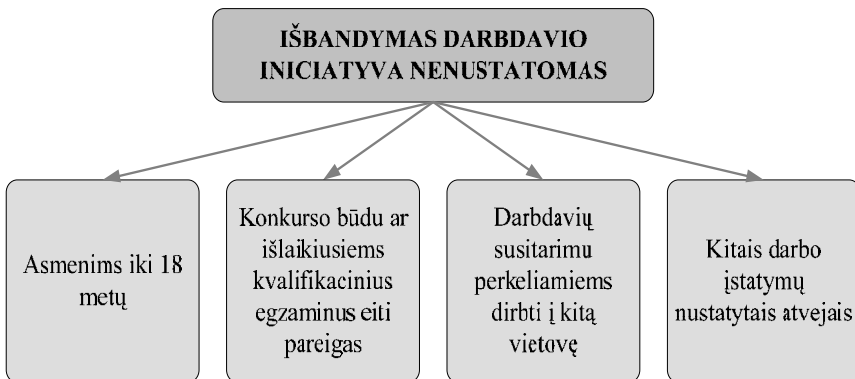 IŠBANDYMAS DARBDAVIO
INICIATYVA NENUSTATOMAS
Asmenims iki 18
metų
Konkurso būdu ar
išlaikiusiems
kvalifikacinius
egzaminus eiti
pareigas
Darbdavių
susitarimu
perkeliamiems
dirbti į kitą
vietovę
Kitais darbo
įstatymų
nustatytais atvejais